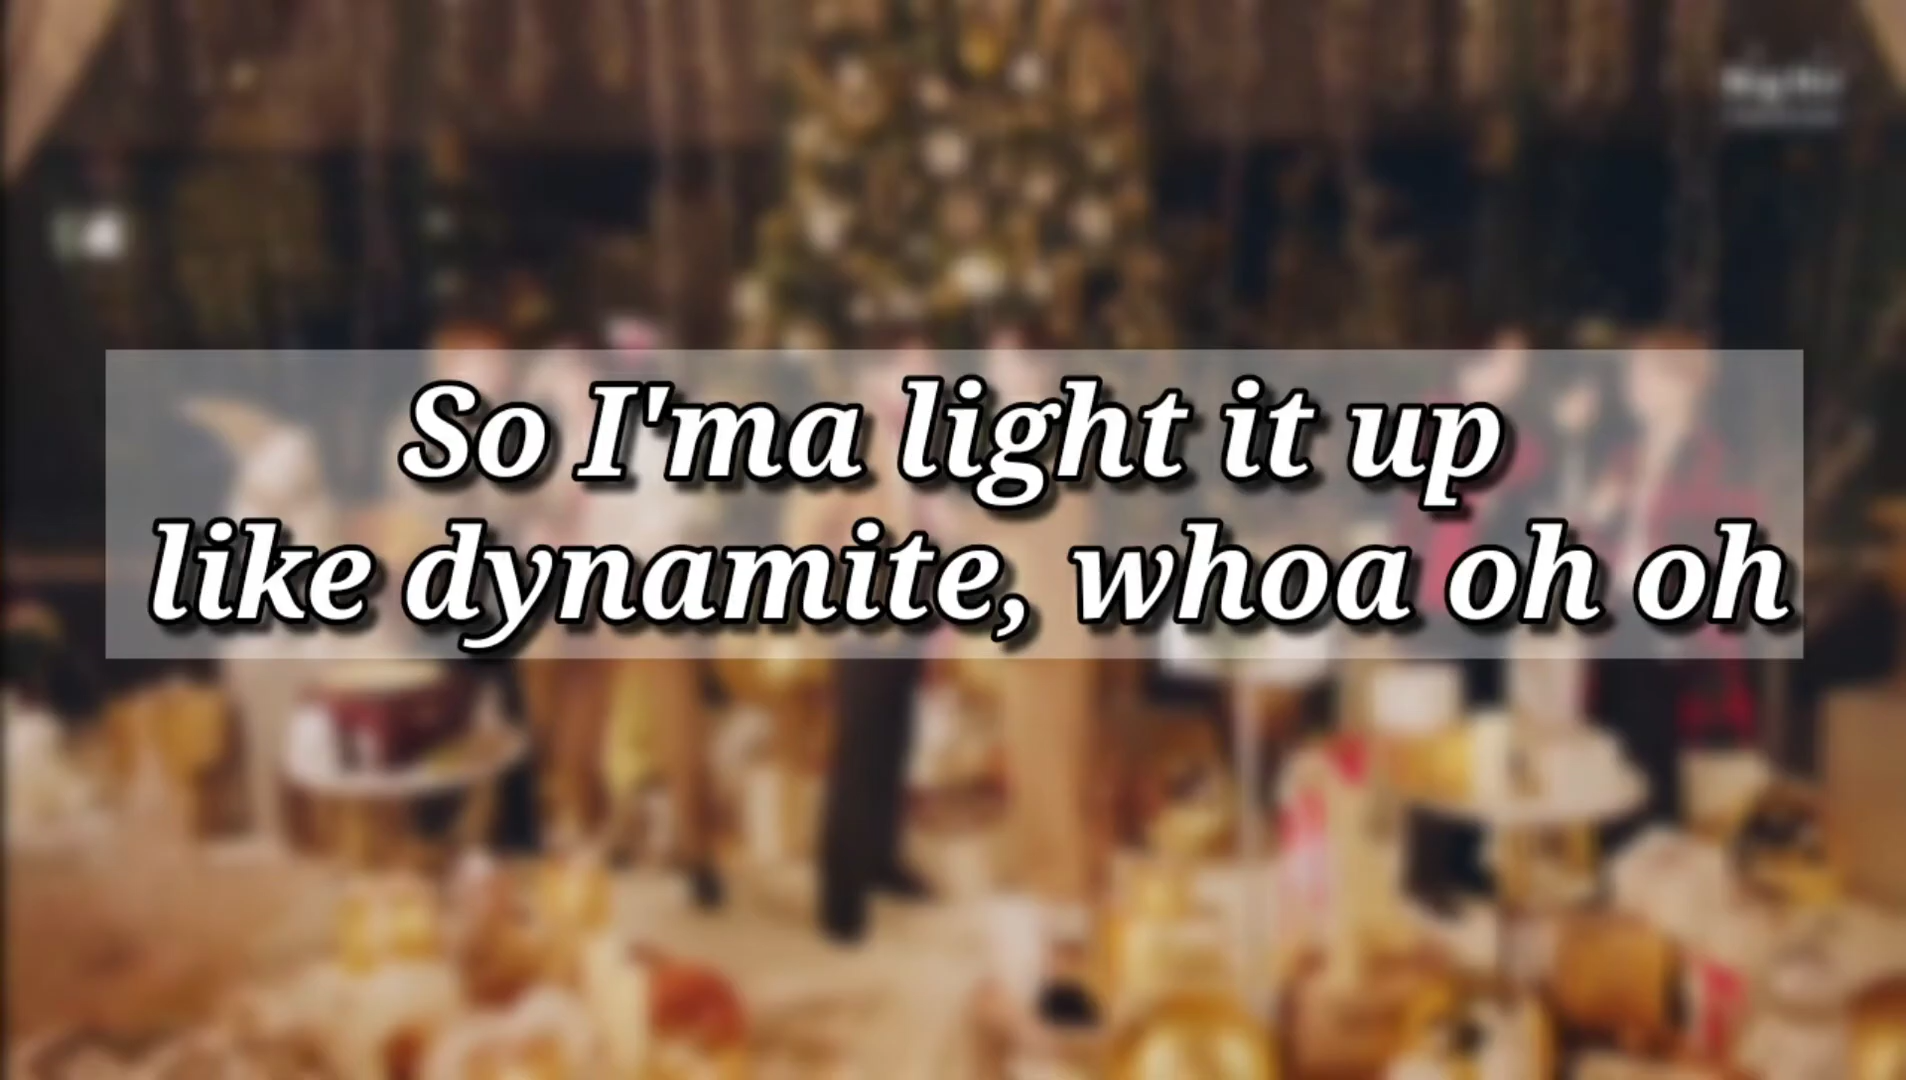 So I'ma light it up
like dynamite, whoa oh oh